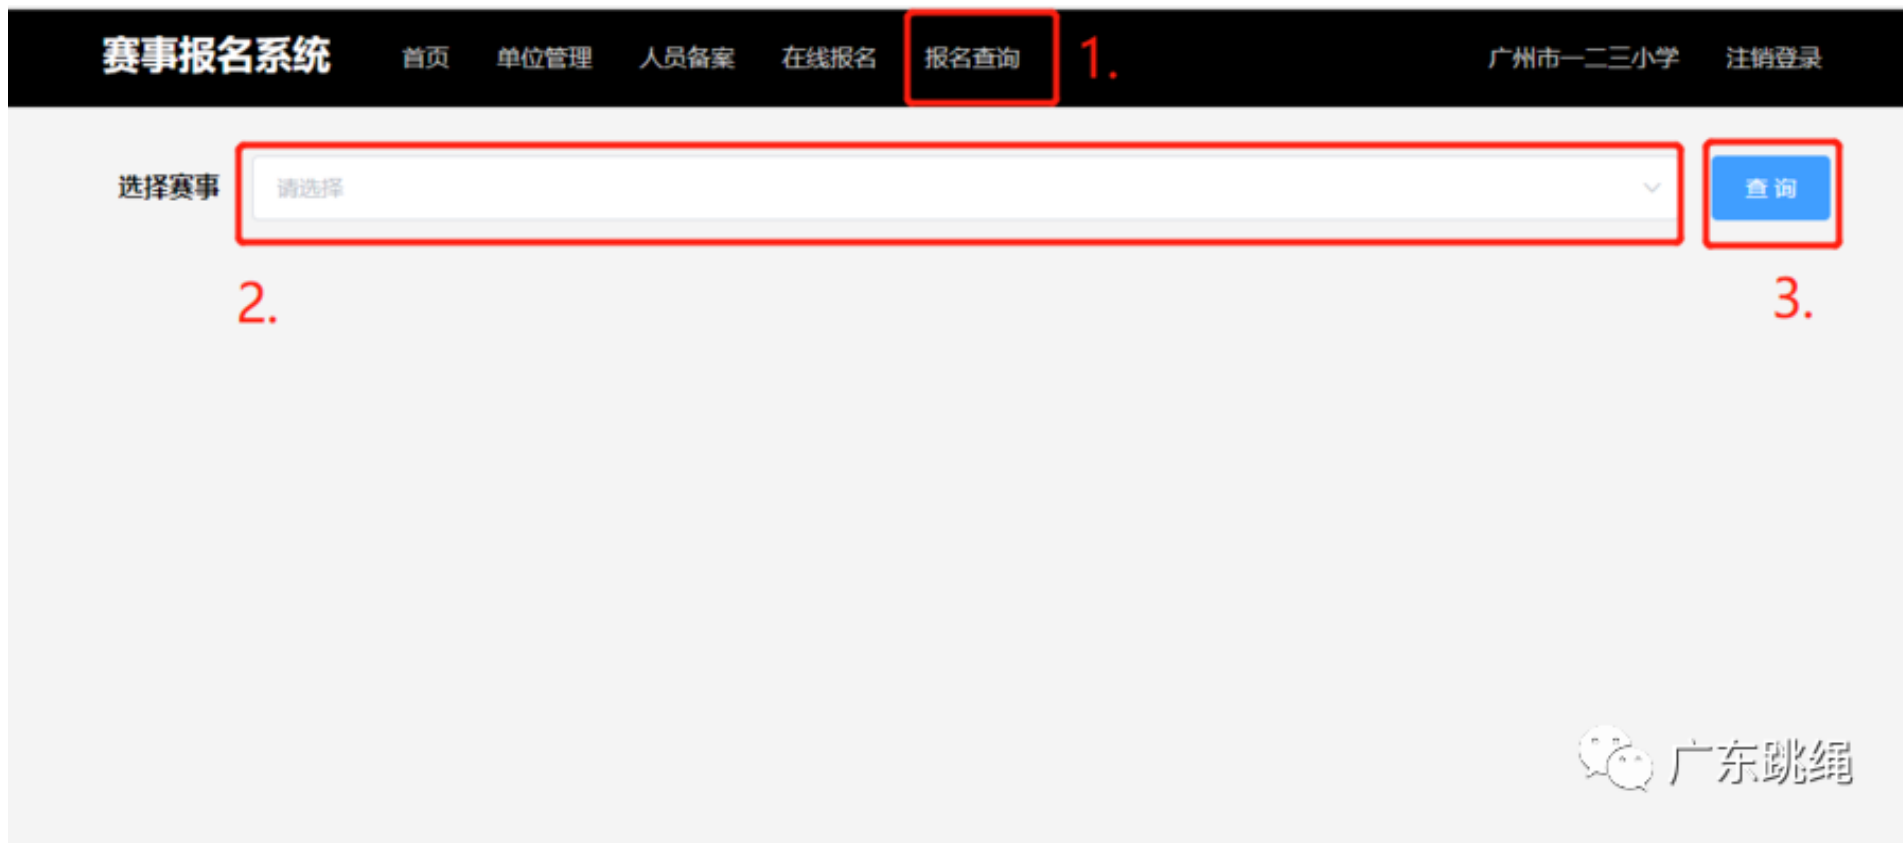 赛事报名系统 首页 单位管理 人员备案 在线报名 报名查询 1. 广州市一二三小学 注销登录
选择赛事 请选择 查询
2. 3.
广东跳绳